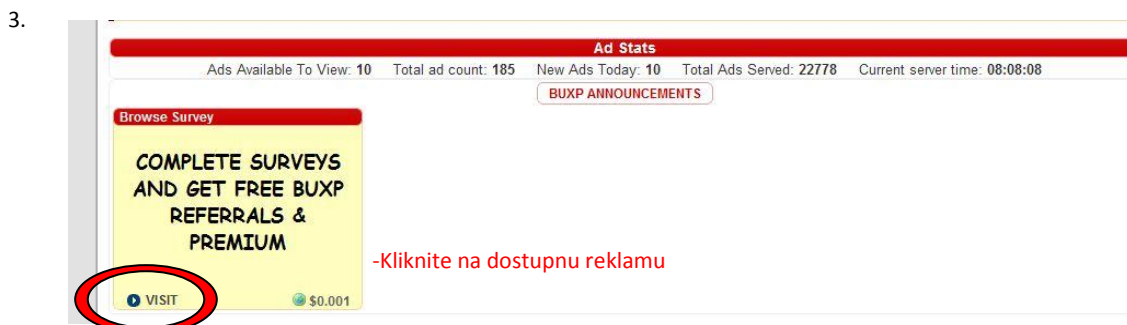 3.
Ad Stats
Ads Available To View: 10 Total ad count: 185 New Ads Today: 10 Total Ads Served: 22778 Current server time: 08:08:08
BUXP ANNOUNCEMENTS
Browse Survey
COMPLETE SURVEYS
AND GET FREE BUXP
REFERRALS &
PREMIUM
-Kliknite na dostupnu reklamu
VISIT $0.001